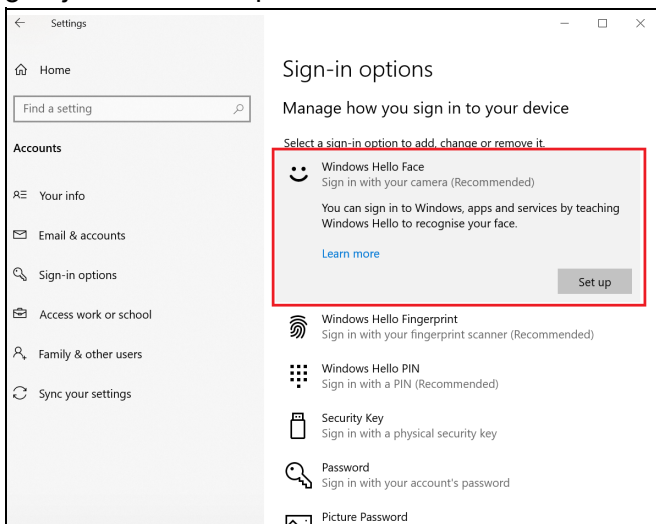 Settings
Home
Find a setting
Accounts
Your info
Email & accounts
Sign-in options
Access work or school
Family & other users
Sync your settings
Sign-in options
Manage how you sign in to your device
Select a sign-in option to add, change or remove it.
Windows Hello Face
Sign in with your camera (Recommended)
You can sign in to Windows, apps and services by teaching
Windows Hello to recognise your face.
Learn more
Set up
Windows Hello Fingerprint
Sign in with your fingerprint scanner (Recommended)
Windows Hello PIN
Sign in with a PIN (Recommended)
Security Key
Sign in with a physical security key
Password
Sign in with your account's password
Picture Password